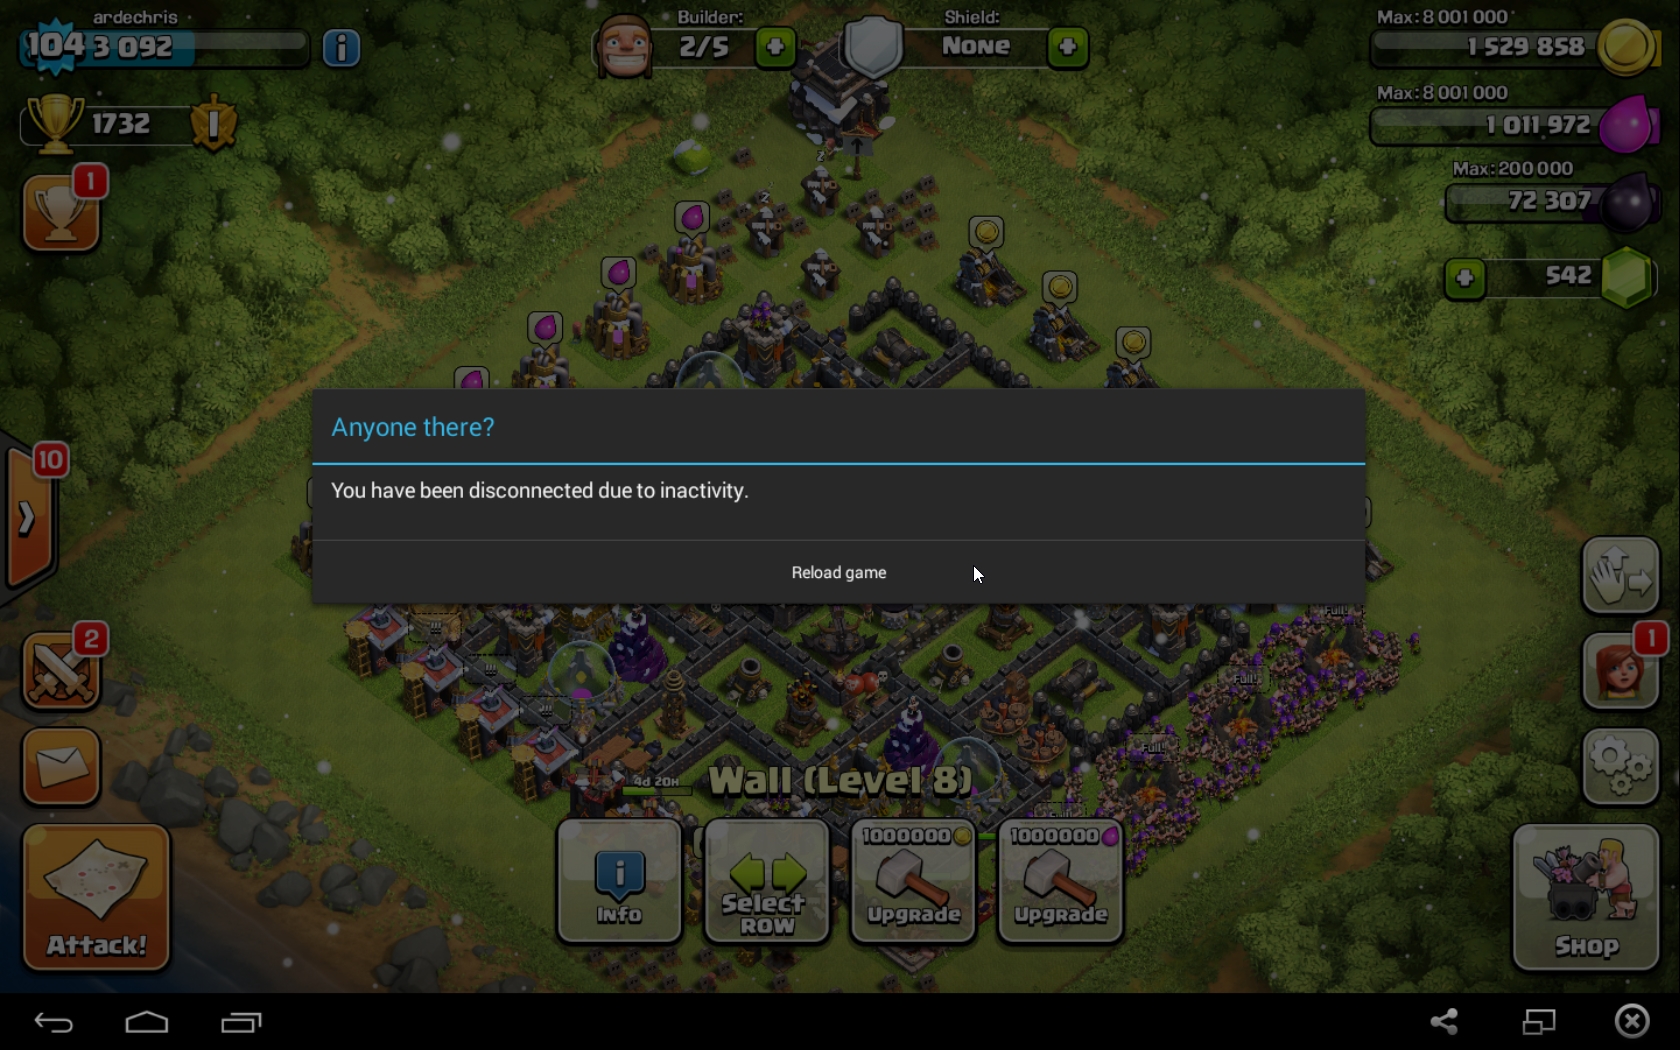 ardechris
104 3 092
Builder:
2/5
Shield:
None
Max: 8 001 000
1 529 858
1732
Max: 8 001 000
1 011 972
1
Max: 200 000
72 307
542
10
Anyone there?
You have been disconnected due to inactivity.
Reload game
2
1
Full!
Full!
Full!
4d 20h
Wall (Level 8)
Info
Select
Row
1000000
Upgrade
1000000
Upgrade
Attack!
Shop